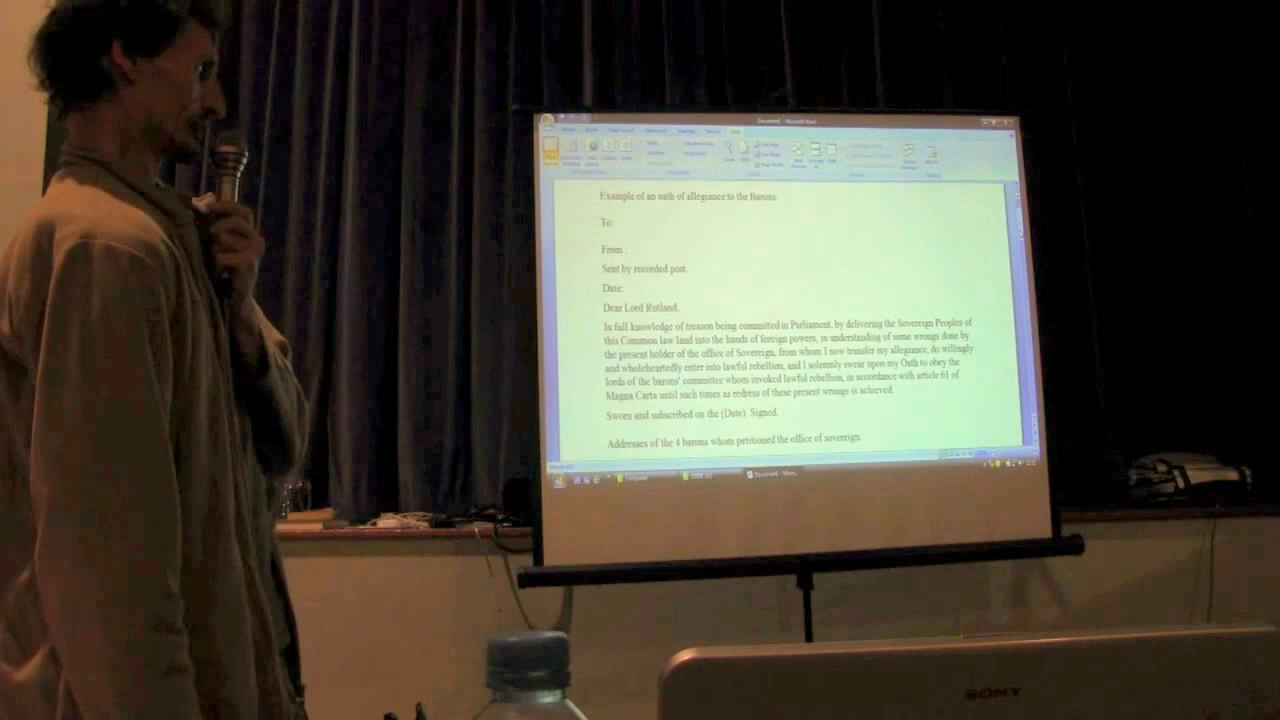 Document - Microsoft Word
Example of an oath of allegiance to the Barons.
To:
From :
Sent by recorded post.
Date:
Dear Lord Rotland,
In full knowledge of treason being committed in Parliament, by delivering the Sovereign Peoples of
this Common law land into the hands of foreign powers, in understanding of some wrongs done by
the present holder of the office of Sovereign, from whom I now transfer my allegiance, do willingly
and wholeheartedly enter into lawful rebellion, and I solemnly swear upon my Oath to obey the
lords of the barons' committee whom invoked lawful rebellion, in accordance with article 61 of
Magna Carta until such times as redress of these present wrongs is achieved.
Sworn and subscribed on the (Date). Signed.
Addresses of the 4 barons whom petitioned the office of sovereign.
SONY